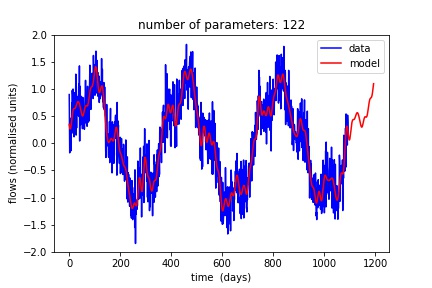 number of parameters: 122
data
model
flows (normalised units)
2.0
1.5
1.0
0.5
0.0
−0.5
−1.0
−1.5
−2.0
0 200 400 600 800 1000 1200
time (days)